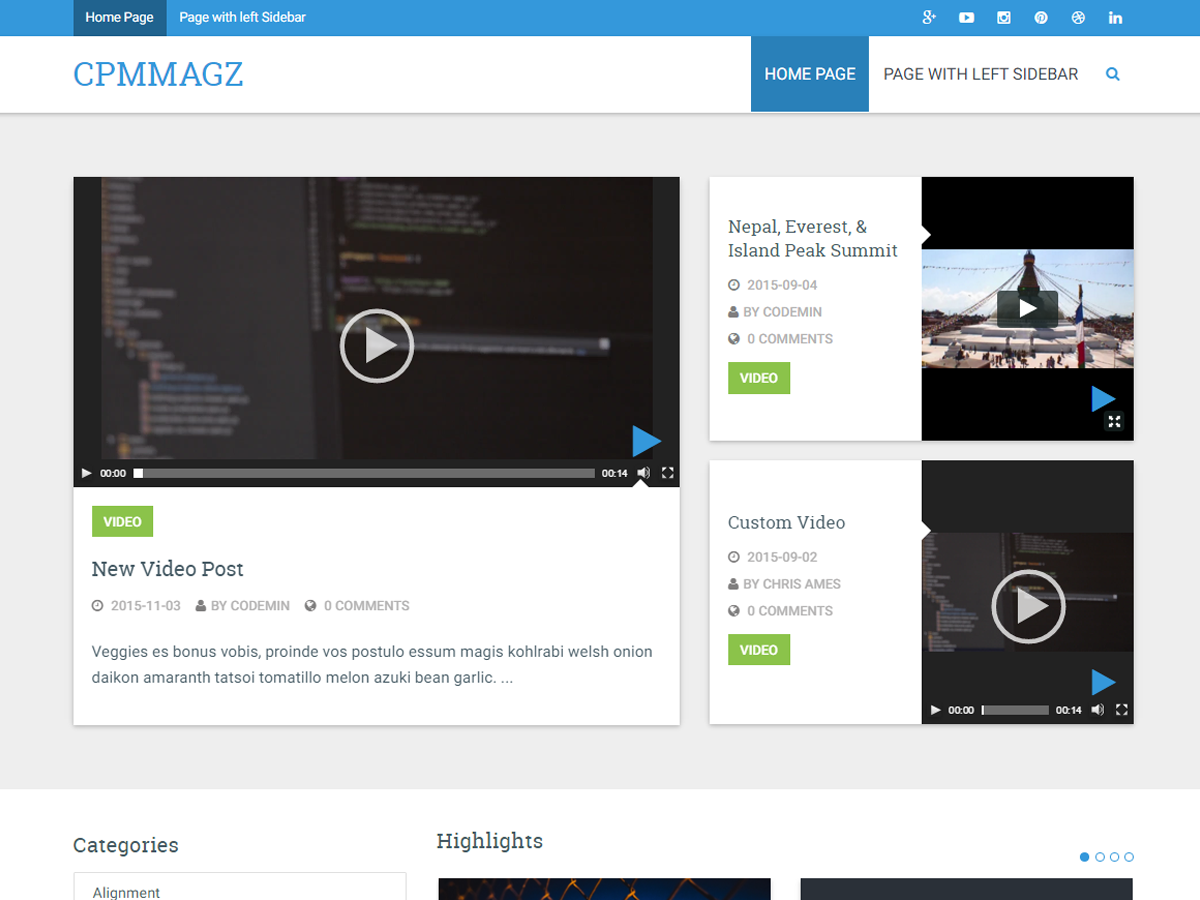 Home Page
Page with left Sidebar
CPMMAGZ
HOME PAGE
PAGE WITH LEFT SIDEBAR
00:00
00:14
VIDEO
New Video Post
2015-11-03
BY CODEMIN
0 COMMENTS
Veggies es bonus vobis, proinde vos postulo essum magis kohlrabi welsh onion
daikon amaranth tatsoi tomatillo melon azuki bean garlic. ...
Nepal, Everest, &
Island Peak Summit
2015-09-04
BY CODEMIN
0 COMMENTS
VIDEO
Custom Video
2015-09-02
BY CHRIS AMES
0 COMMENTS
VIDEO
00:00
00:14
Categories
Alignment
Highlights